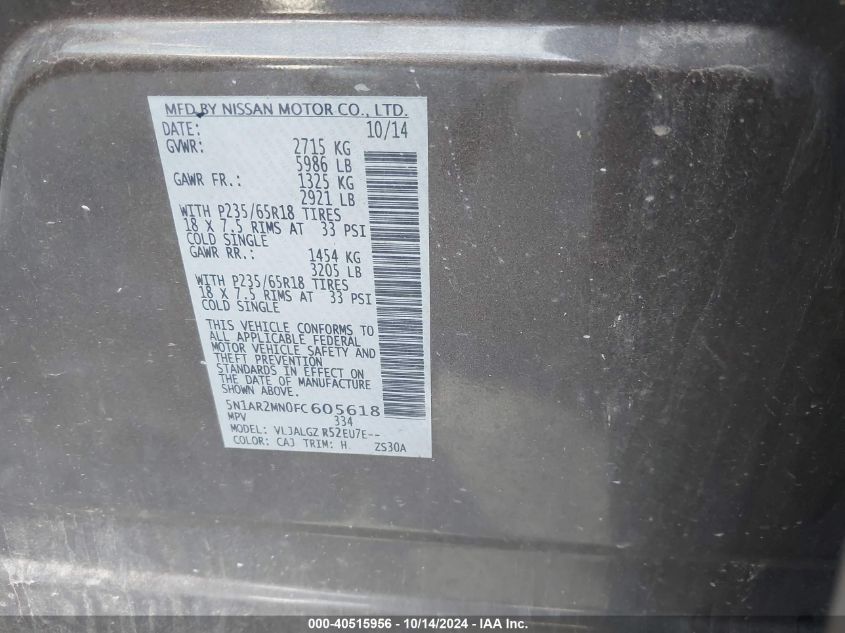 MFD BY NISSAN MOTOR CO., LTD.
DATE: 10/14
GVWR: 2715 KG
5986 LB
GAWR FR.: 1325 KG
2921 LB
WITH P235/65R18 TIRES
18 X 7.5 RIMS AT 33 PSI
COLD SINGLE
GAWR RR.: 1454 KG
3205 LB
WITH P235/65R18 TIRES
18 X 7.5 RIMS AT 33 PSI
COLD SINGLE
THIS VEHICLE CONFORMS TO
ALL APPLICABLE FEDERAL
MOTOR VEHICLE SAFETY AND
THEFT PREVENTION
STANDARDS IN EFFECT ON
THE DATE OF MANUFACTURE
SHOWN ABOVE.
5N1AR2MN0FC605618
MPV 334
MODEL: VLJALGZ R52EU7E--
COLOR: CAJ TRIM: H ZS30A
000-40515956 - 10/14/2024 - IAA Inc.